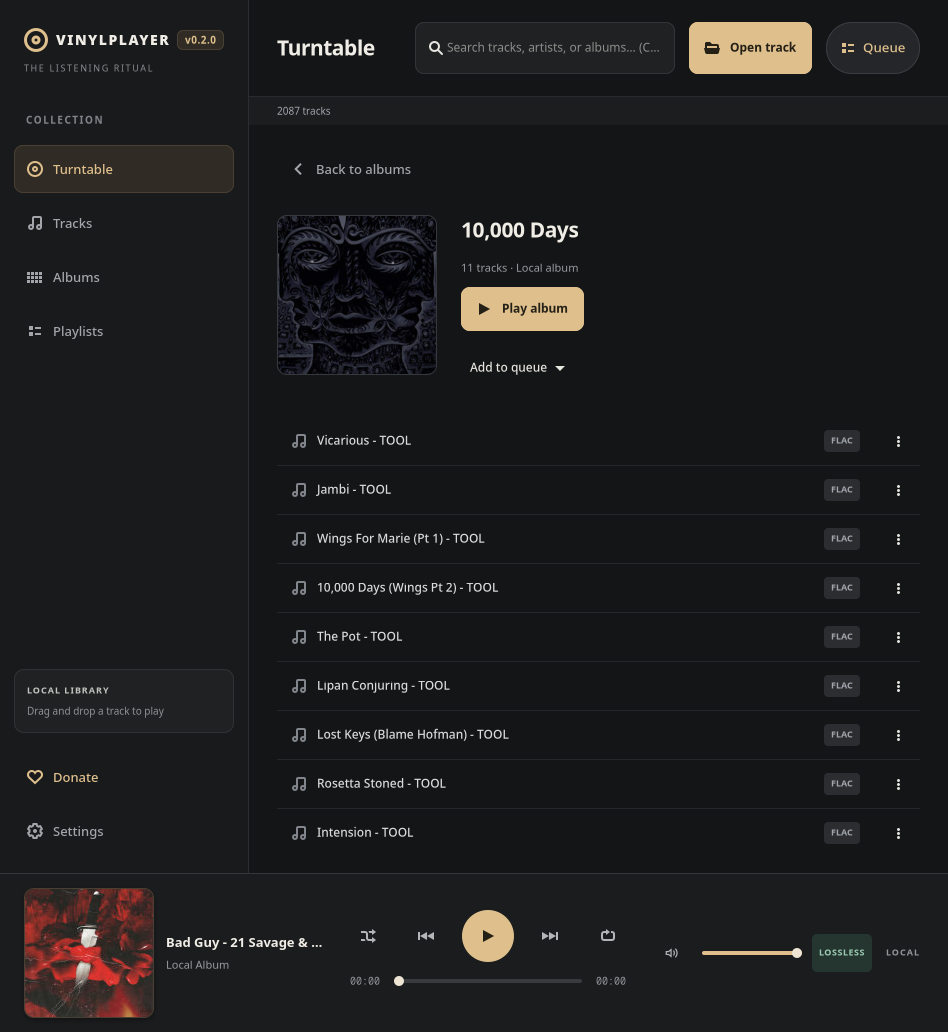 VINYLPLAYER v0.2.0
THE LISTENING RITUAL
COLLECTION
Turntable
Tracks
Albums
Playlists
LOCAL LIBRARY
Drag and drop a track to play
Donate
Settings
Turntable
Search tracks, artists, or albums... (C...
Open track
Queue
2087 tracks
Back to albums
10,000 Days
11 tracks · Local album
Play album
Add to queue
Vicarious - TOOL FLAC
Jambi - TOOL FLAC
Wings For Marie (Pt 1) - TOOL FLAC
10,000 Days (Wings Pt 2) - TOOL FLAC
The Pot - TOOL FLAC
Lipan Conjuring - TOOL FLAC
Lost Keys (Blame Hofman) - TOOL FLAC
Rosetta Stoned - TOOL FLAC
Intension - TOOL FLAC
Bad Guy - 21 Savage & ...
Local Album
00:00 00:00
LOSSLESS LOCAL